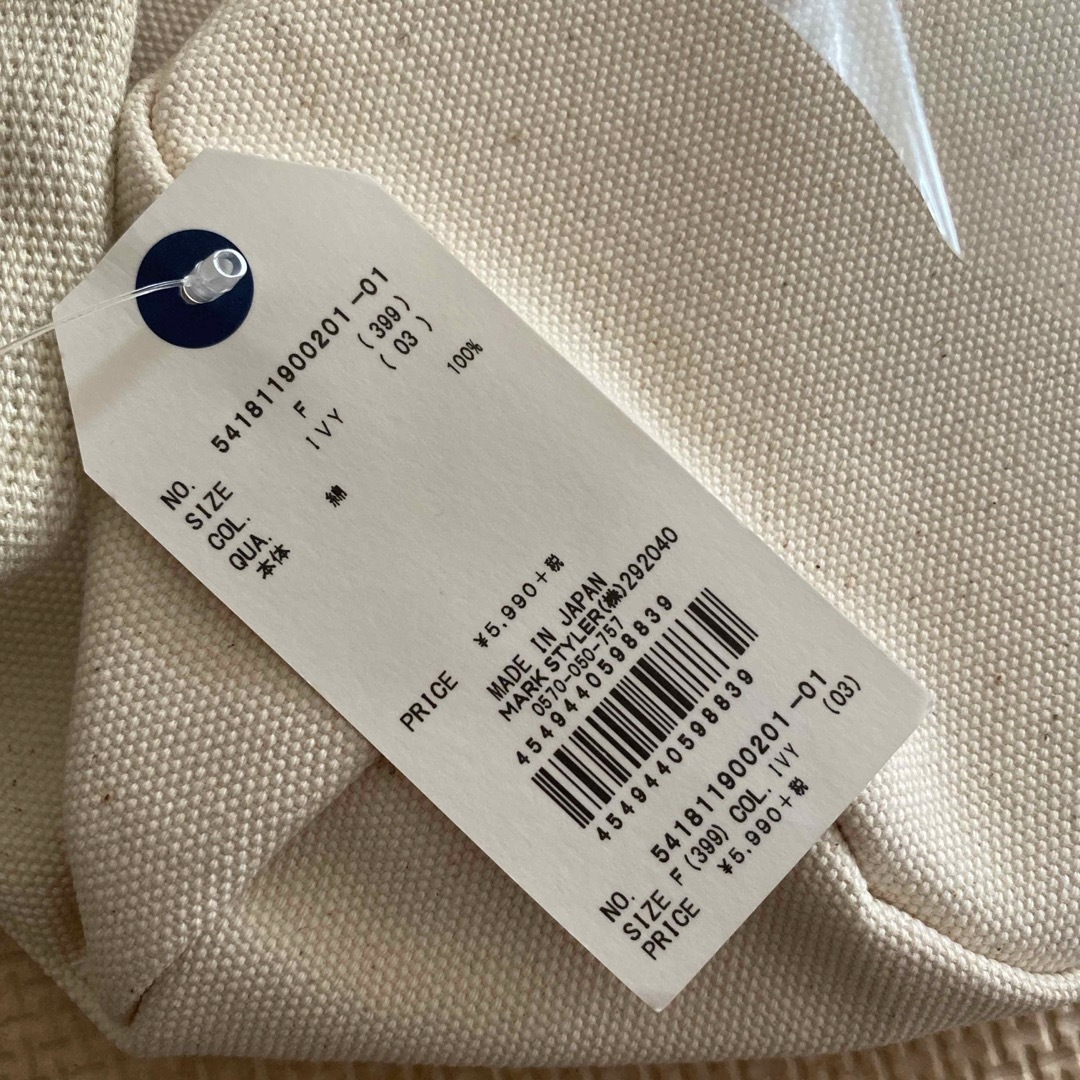 NO. 541811900201-01
SIZE F (399)
COL. IVY (03)
QUA.
本体 綿 100%
PRICE ¥5.990+税
MADE IN JAPAN
MARK STYLER(株)292040
0570-050-757
4549440598839
4549440598839
NO. 541811900201-01
SIZE F(399) COL. IVY (03)
PRICE ¥5.990+税